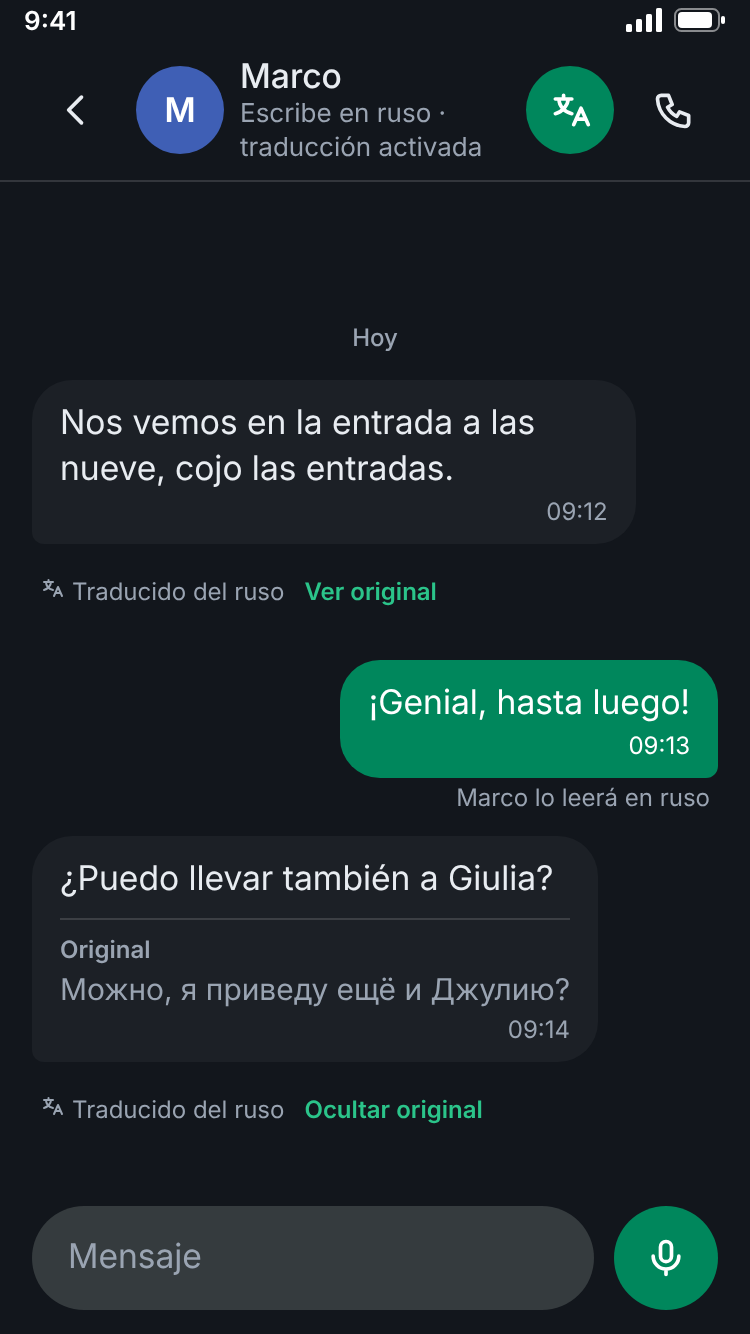 9:41
M
Marco
Escribe en ruso ·
traducción activada
Hoy
Nos vemos en la entrada a las
nueve, cojo las entradas.
09:12
Traducido del ruso Ver original
¡Genial, hasta luego!
09:13
Marco lo leerá en ruso
¿Puedo llevar también a Giulia?
Original
Можно, я приведу ещё и Джулию?
09:14
Traducido del ruso Ocultar original
Mensaje